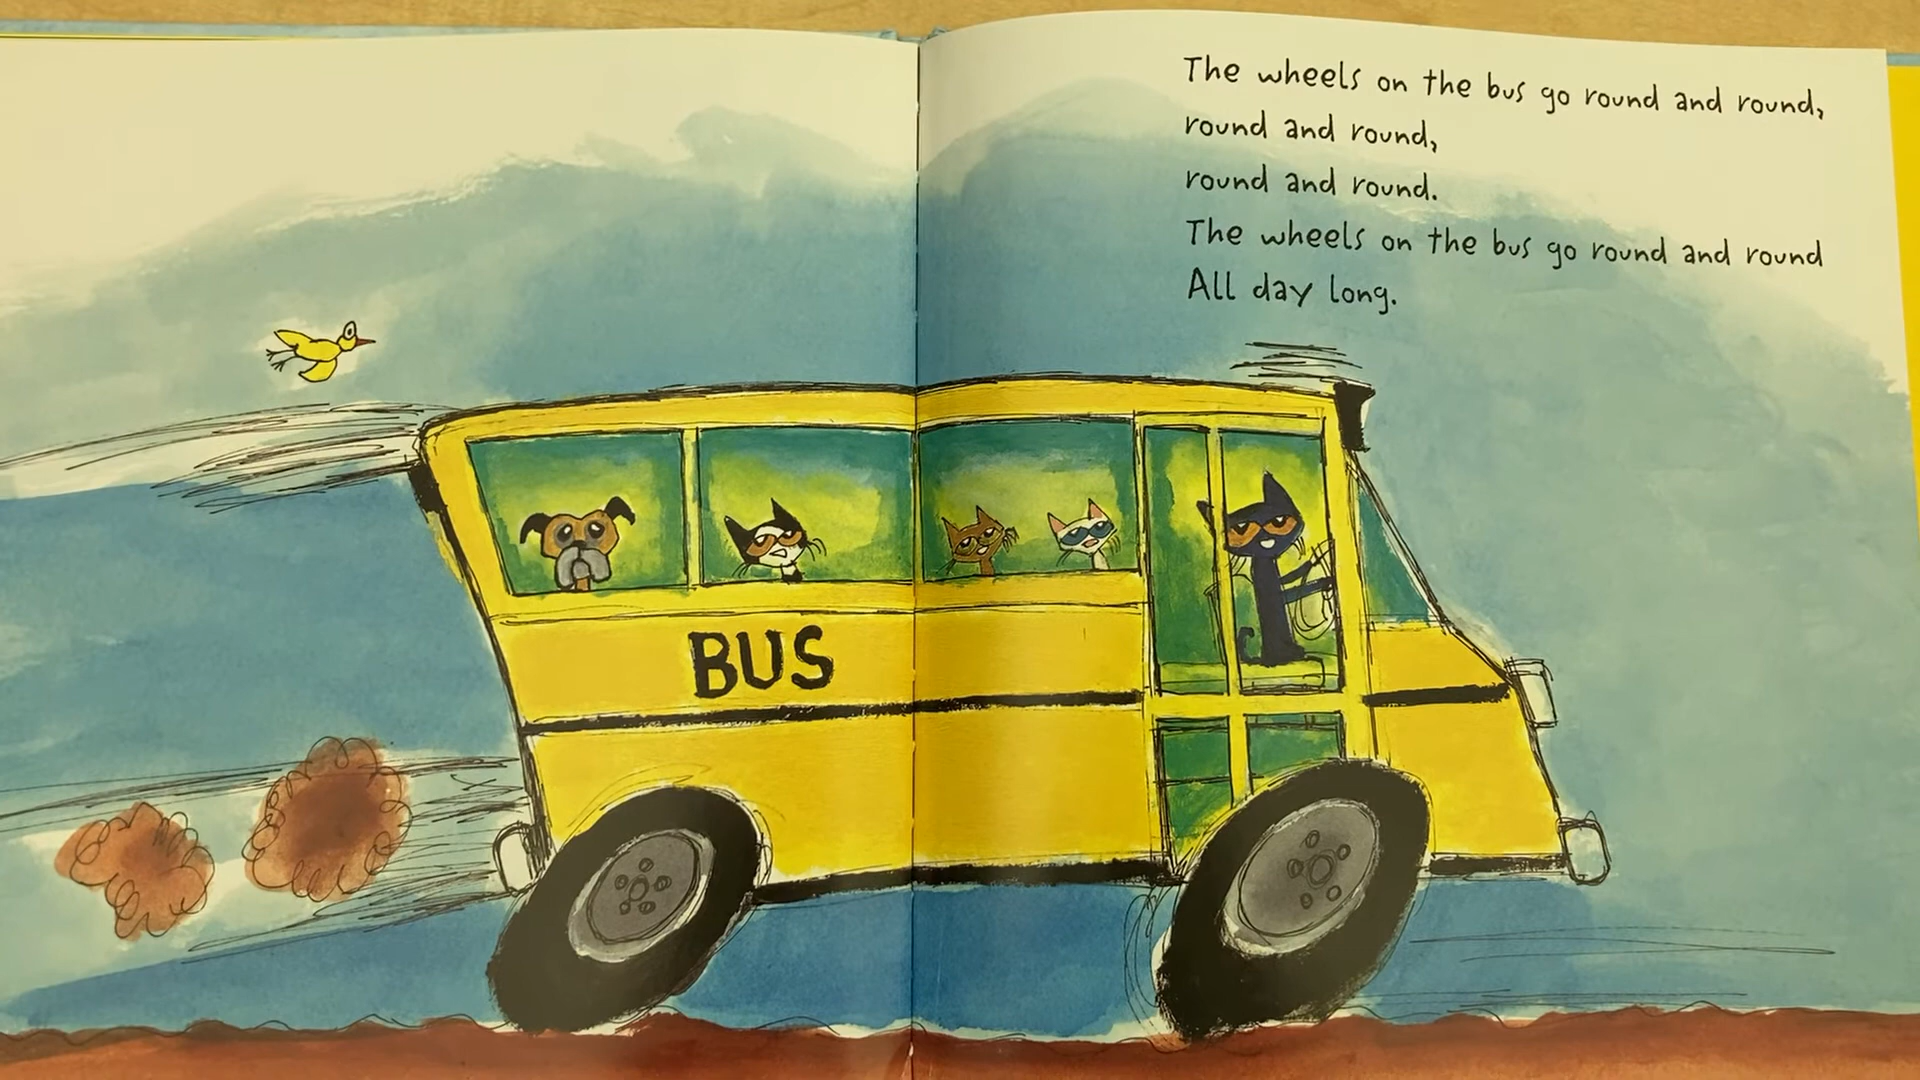 The wheels on the bus go round and round,
round and round,
round and round.
The wheels on the bus go round and round
All day long.
BUS